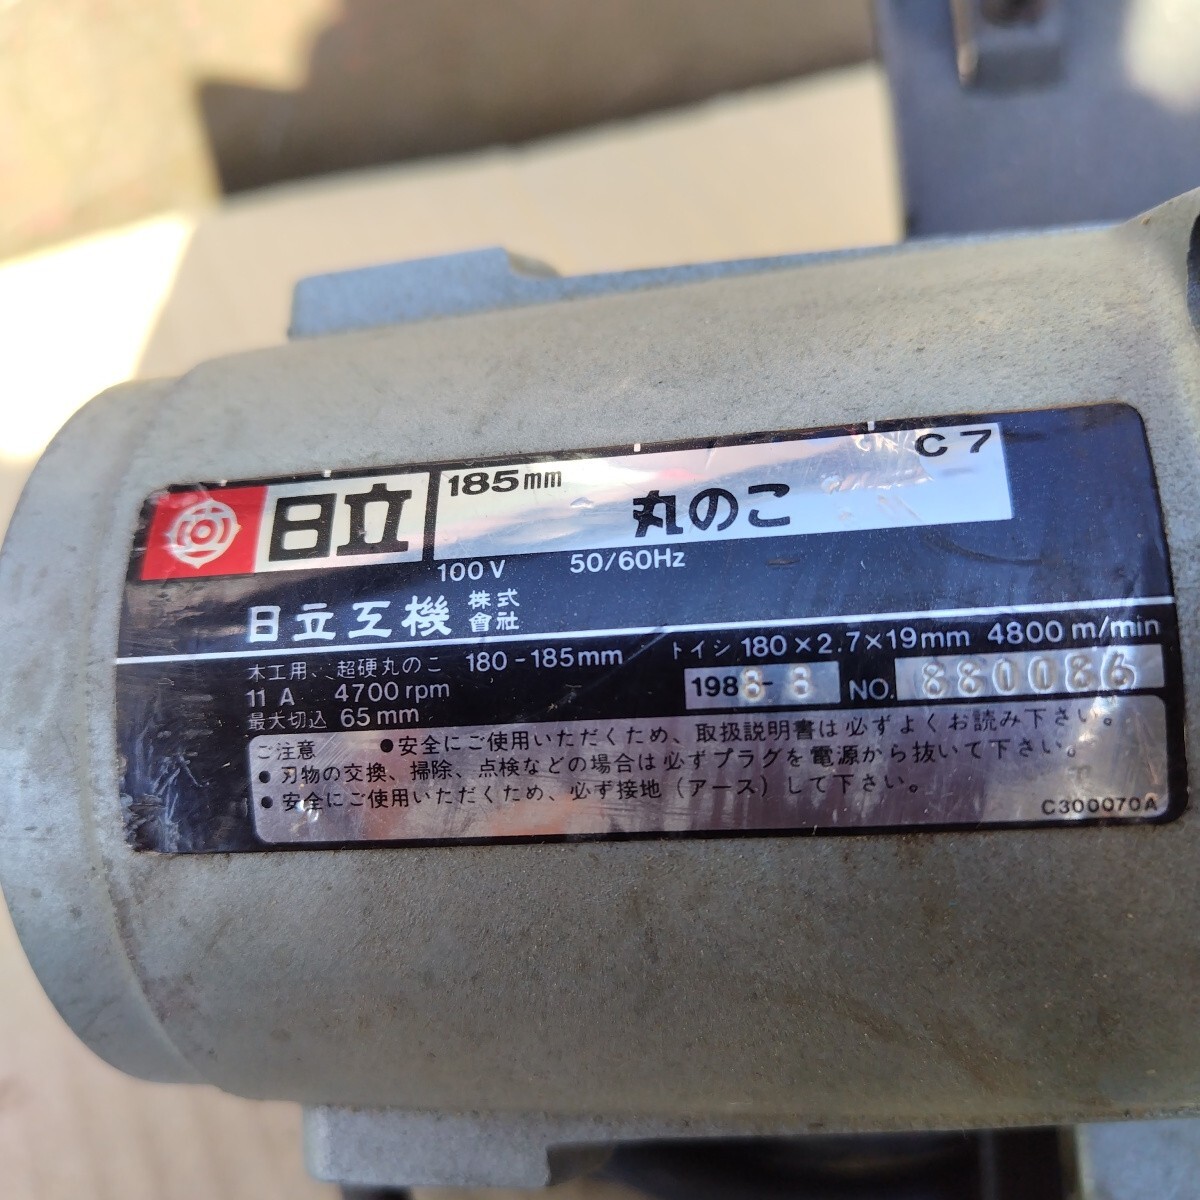 日立 185mm 丸のこ C7
100V 50/60Hz
日立工機 株式會社
木工用、超硬丸のこ 180-185mm トイシ 180×2.7×19mm 4800m/min
11A 4700rpm 1988-8 NO. 880086
最大切込 65mm
ご注意 ●安全にご使用いただくため、取扱説明書は必ずよくお読み下さい。
●刃物の交換、掃除、点検などの場合は必ずプラグを電源から抜いて下さい。
●安全にご使用いただくため、必ず接地(アース)して下さい。
C300070A